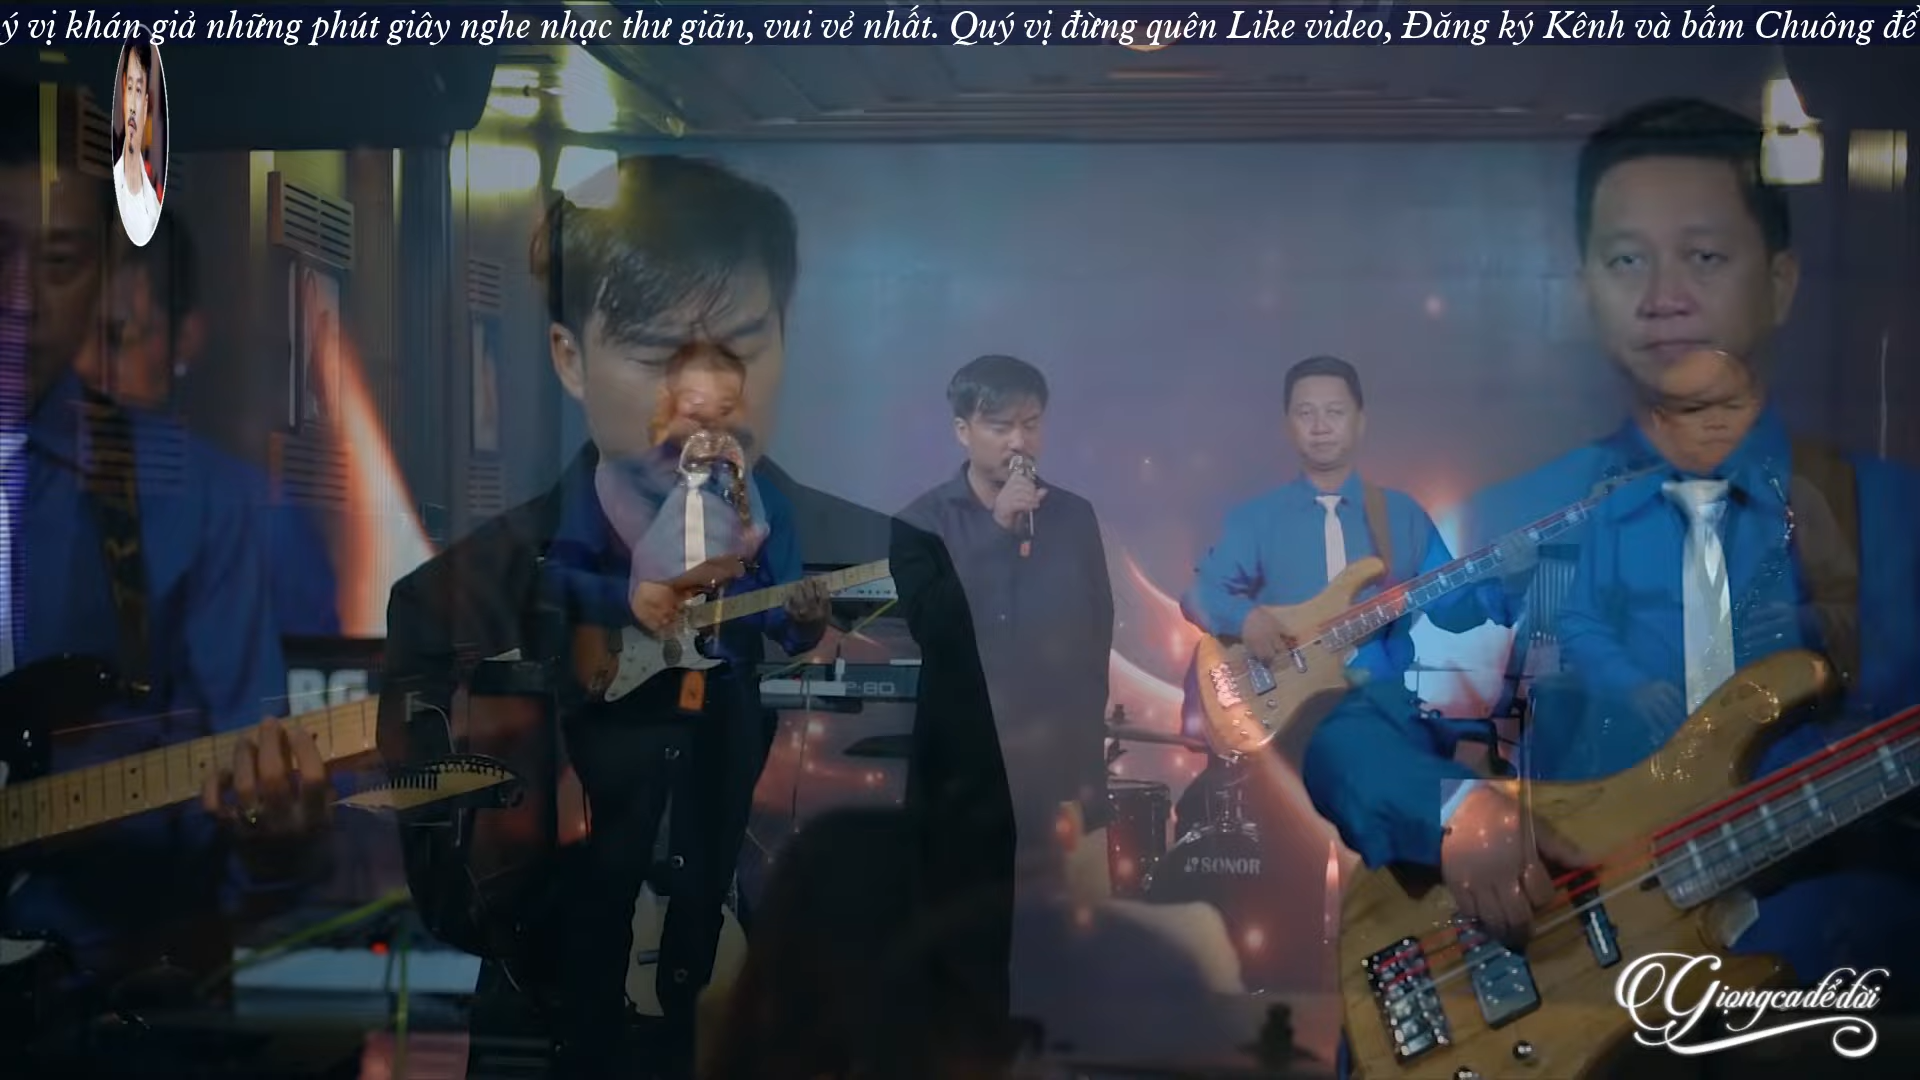 ý vị khán giả những phút giây nghe nhạc thư giãn, vui vẻ nhất. Quý vị đừng quên Like video, Đăng ký Kênh và bấm Chuông để
SONOR
Giọngcađểđời